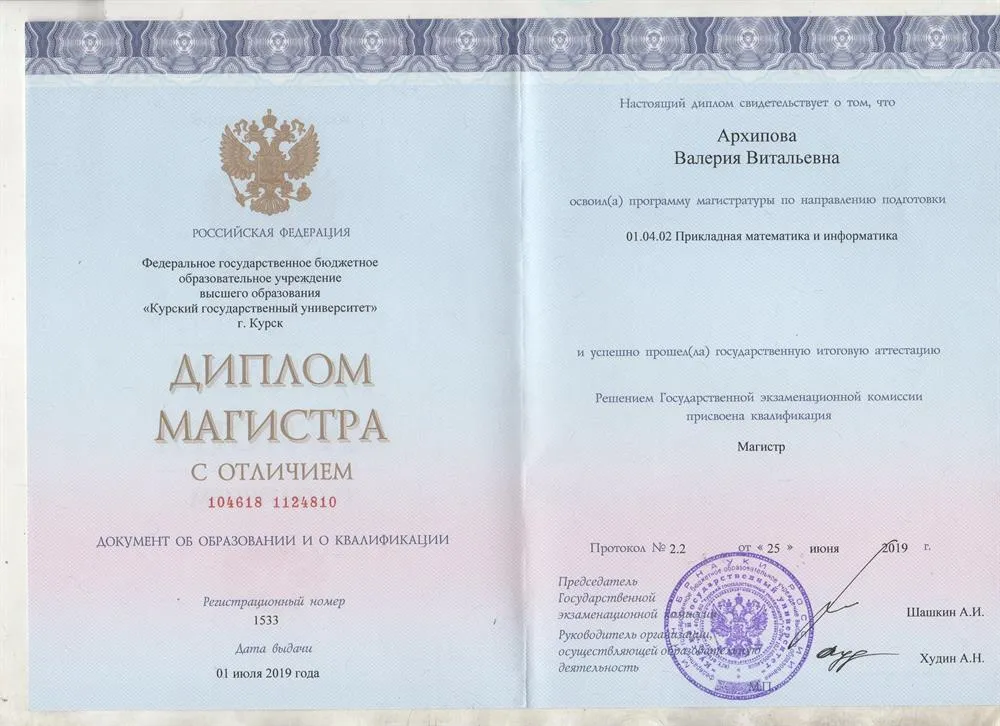 РОССИЙСКАЯ ФЕДЕРАЦИЯ
Федеральное государственное бюджетное
образовательное учреждение
высшего образования
«Курский государственный университет»
г. Курск
ДИПЛОМ
МАГИСТРА
С ОТЛИЧИЕМ
104618 1124810
ДОКУМЕНТ ОБ ОБРАЗОВАНИИ И О КВАЛИФИКАЦИИ
Регистрационный номер
1533
Дата выдачи
01 июля 2019 года
Настоящий диплом свидетельствует о том, что
Архипова
Валерия Витальевна
освоил(а) программу магистратуры по направлению подготовки
01.04.02 Прикладная математика и информатика
и успешно прошел(ла) государственную итоговую аттестацию
Решением Государственной экзаменационной комиссии
присвоена квалификация
Магистр
Протокол № 2.2 от « 25 » июня 2019 г.
Председатель
Государственной
экзаменационной комиссии
Шашкин А.И.
Руководитель организации,
осуществляющей образовательную
деятельность
Худин А.Н.
М.П.